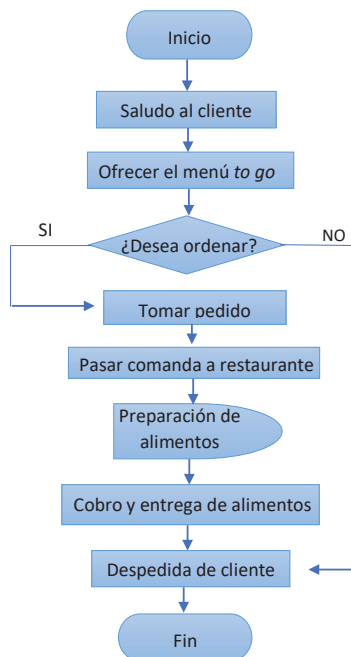 Inicio
Saludo al cliente
Ofrecer el menú to go
SI
¿Desea ordenar?
NO
Tomar pedido
Pasar comanda a restaurante
Preparación de
alimentos
Cobro y entrega de alimentos
Despedida de cliente
Fin